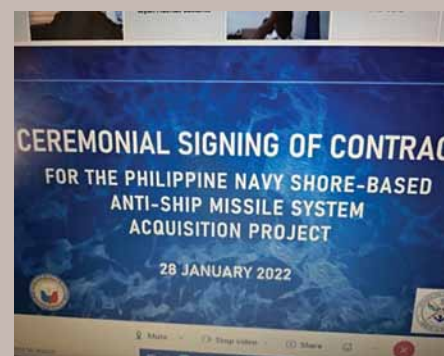 CEREMONIAL SIGNING OF CONTRAC
FOR THE PHILIPPINE NAVY SHORE-BASED
ANTI-SHIP MISSILE SYSTEM
ACQUISITION PROJECT
28 JANUARY 2022
Mute
Stop video
Share